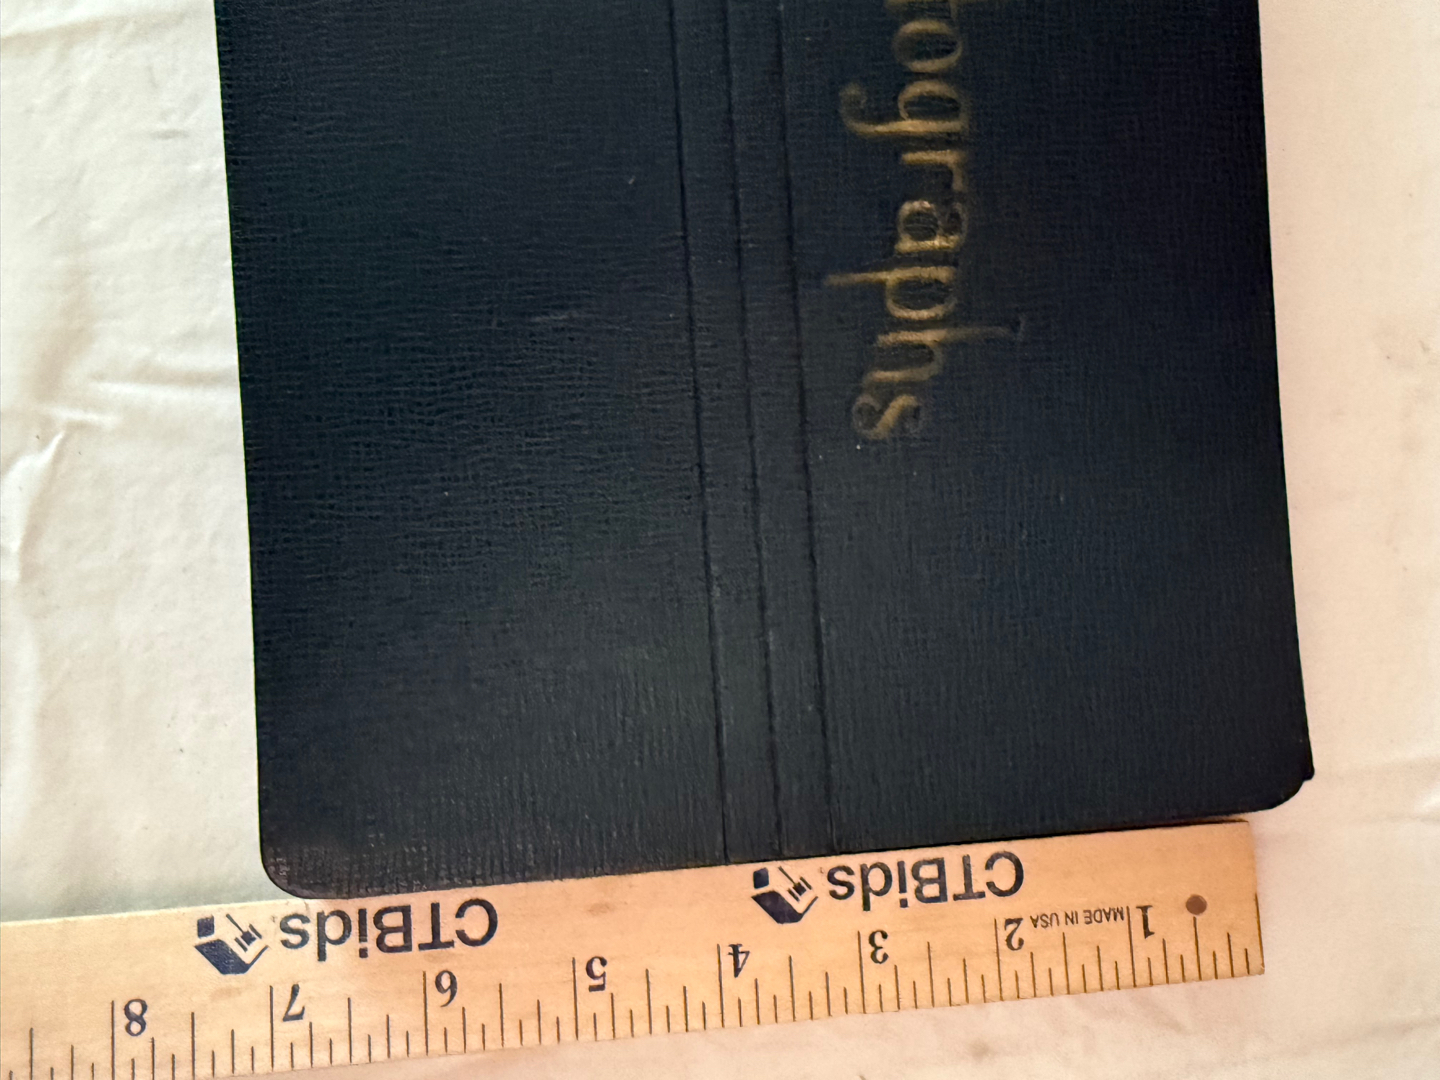 tographs
CTBids
CTBids
MADE IN USA
1 2 3 4 5 6 7 8